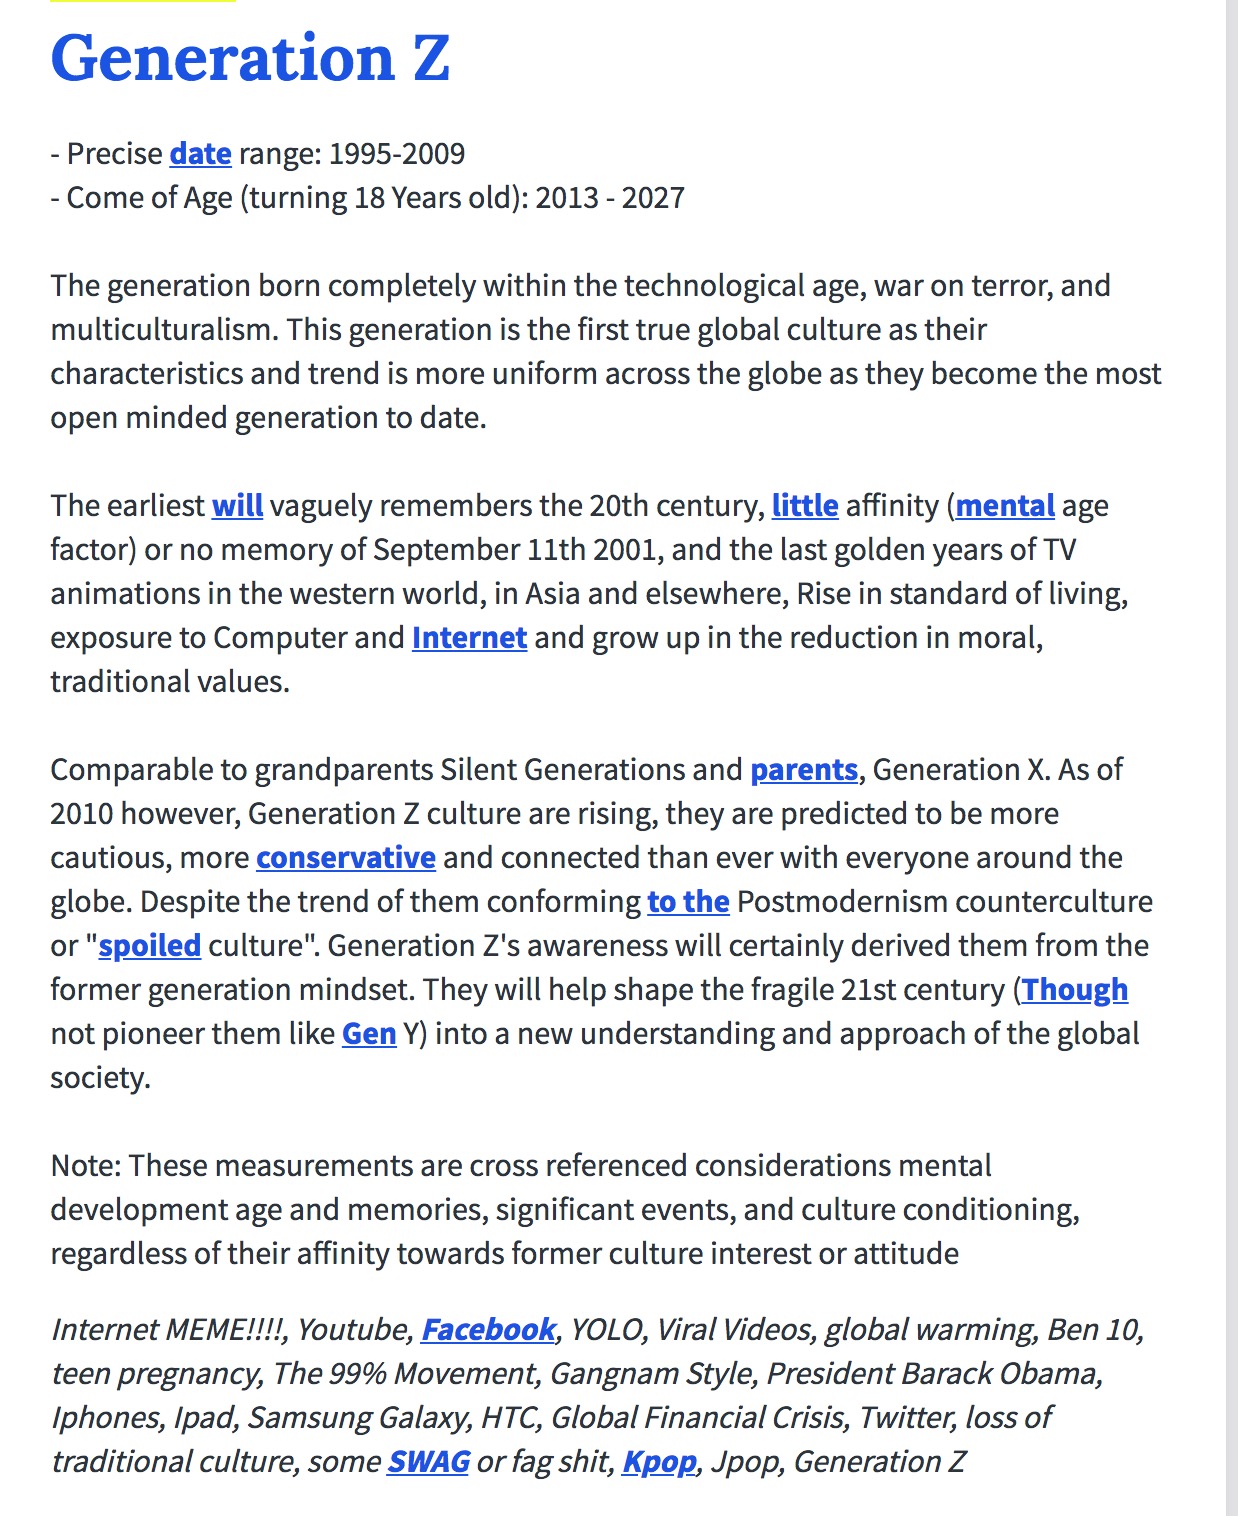 Generation Z
- Precise date range: 1995-2009
- Come of Age (turning 18 Years old): 2013 - 2027
The generation born completely within the technological age, war on terror, and
multiculturalism. This generation is the first true global culture as their
characteristics and trend is more uniform across the globe as they become the most
open minded generation to date.
The earliest will vaguely remembers the 20th century, little affinity (mental age
factor) or no memory of September 11th 2001, and the last golden years of TV
animations in the western world, in Asia and elsewhere, Rise in standard of living,
exposure to Computer and Internet and grow up in the reduction in moral,
traditional values.
Comparable to grandparents Silent Generations and parents, Generation X. As of
2010 however, Generation Z culture are rising, they are predicted to be more
cautious, more conservative and connected than ever with everyone around the
globe. Despite the trend of them conforming to the Postmodernism counterculture
or "spoiled culture". Generation Z's awareness will certainly derived them from the
former generation mindset. They will help shape the fragile 21st century (Though
not pioneer them like Gen Y) into a new understanding and approach of the global
society.
Note: These measurements are cross referenced considerations mental
development age and memories, significant events, and culture conditioning,
regardless of their affinity towards former culture interest or attitude
Internet MEME!!!!, Youtube, Facebook, YOLO, Viral Videos, global warming, Ben 10,
teen pregnancy, The 99% Movement, Gangnam Style, President Barack Obama,
Iphones, Ipad, Samsung Galaxy, HTC, Global Financial Crisis, Twitter, loss of
traditional culture, some SWAG or fag shit, Kpop, Jpop, Generation Z